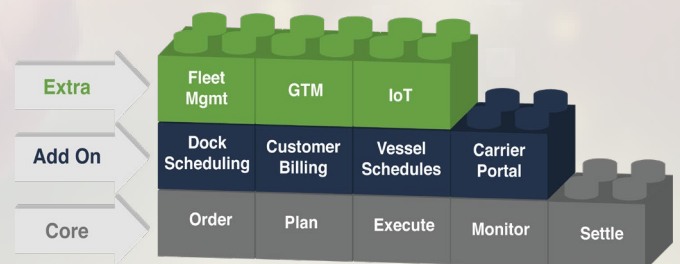 Extra
Fleet
Mgmt
GTM
IoT
Add On
Dock
Scheduling
Customer
Billing
Vessel
Schedules
Carrier
Portal
Core
Order
Plan
Execute
Monitor
Settle